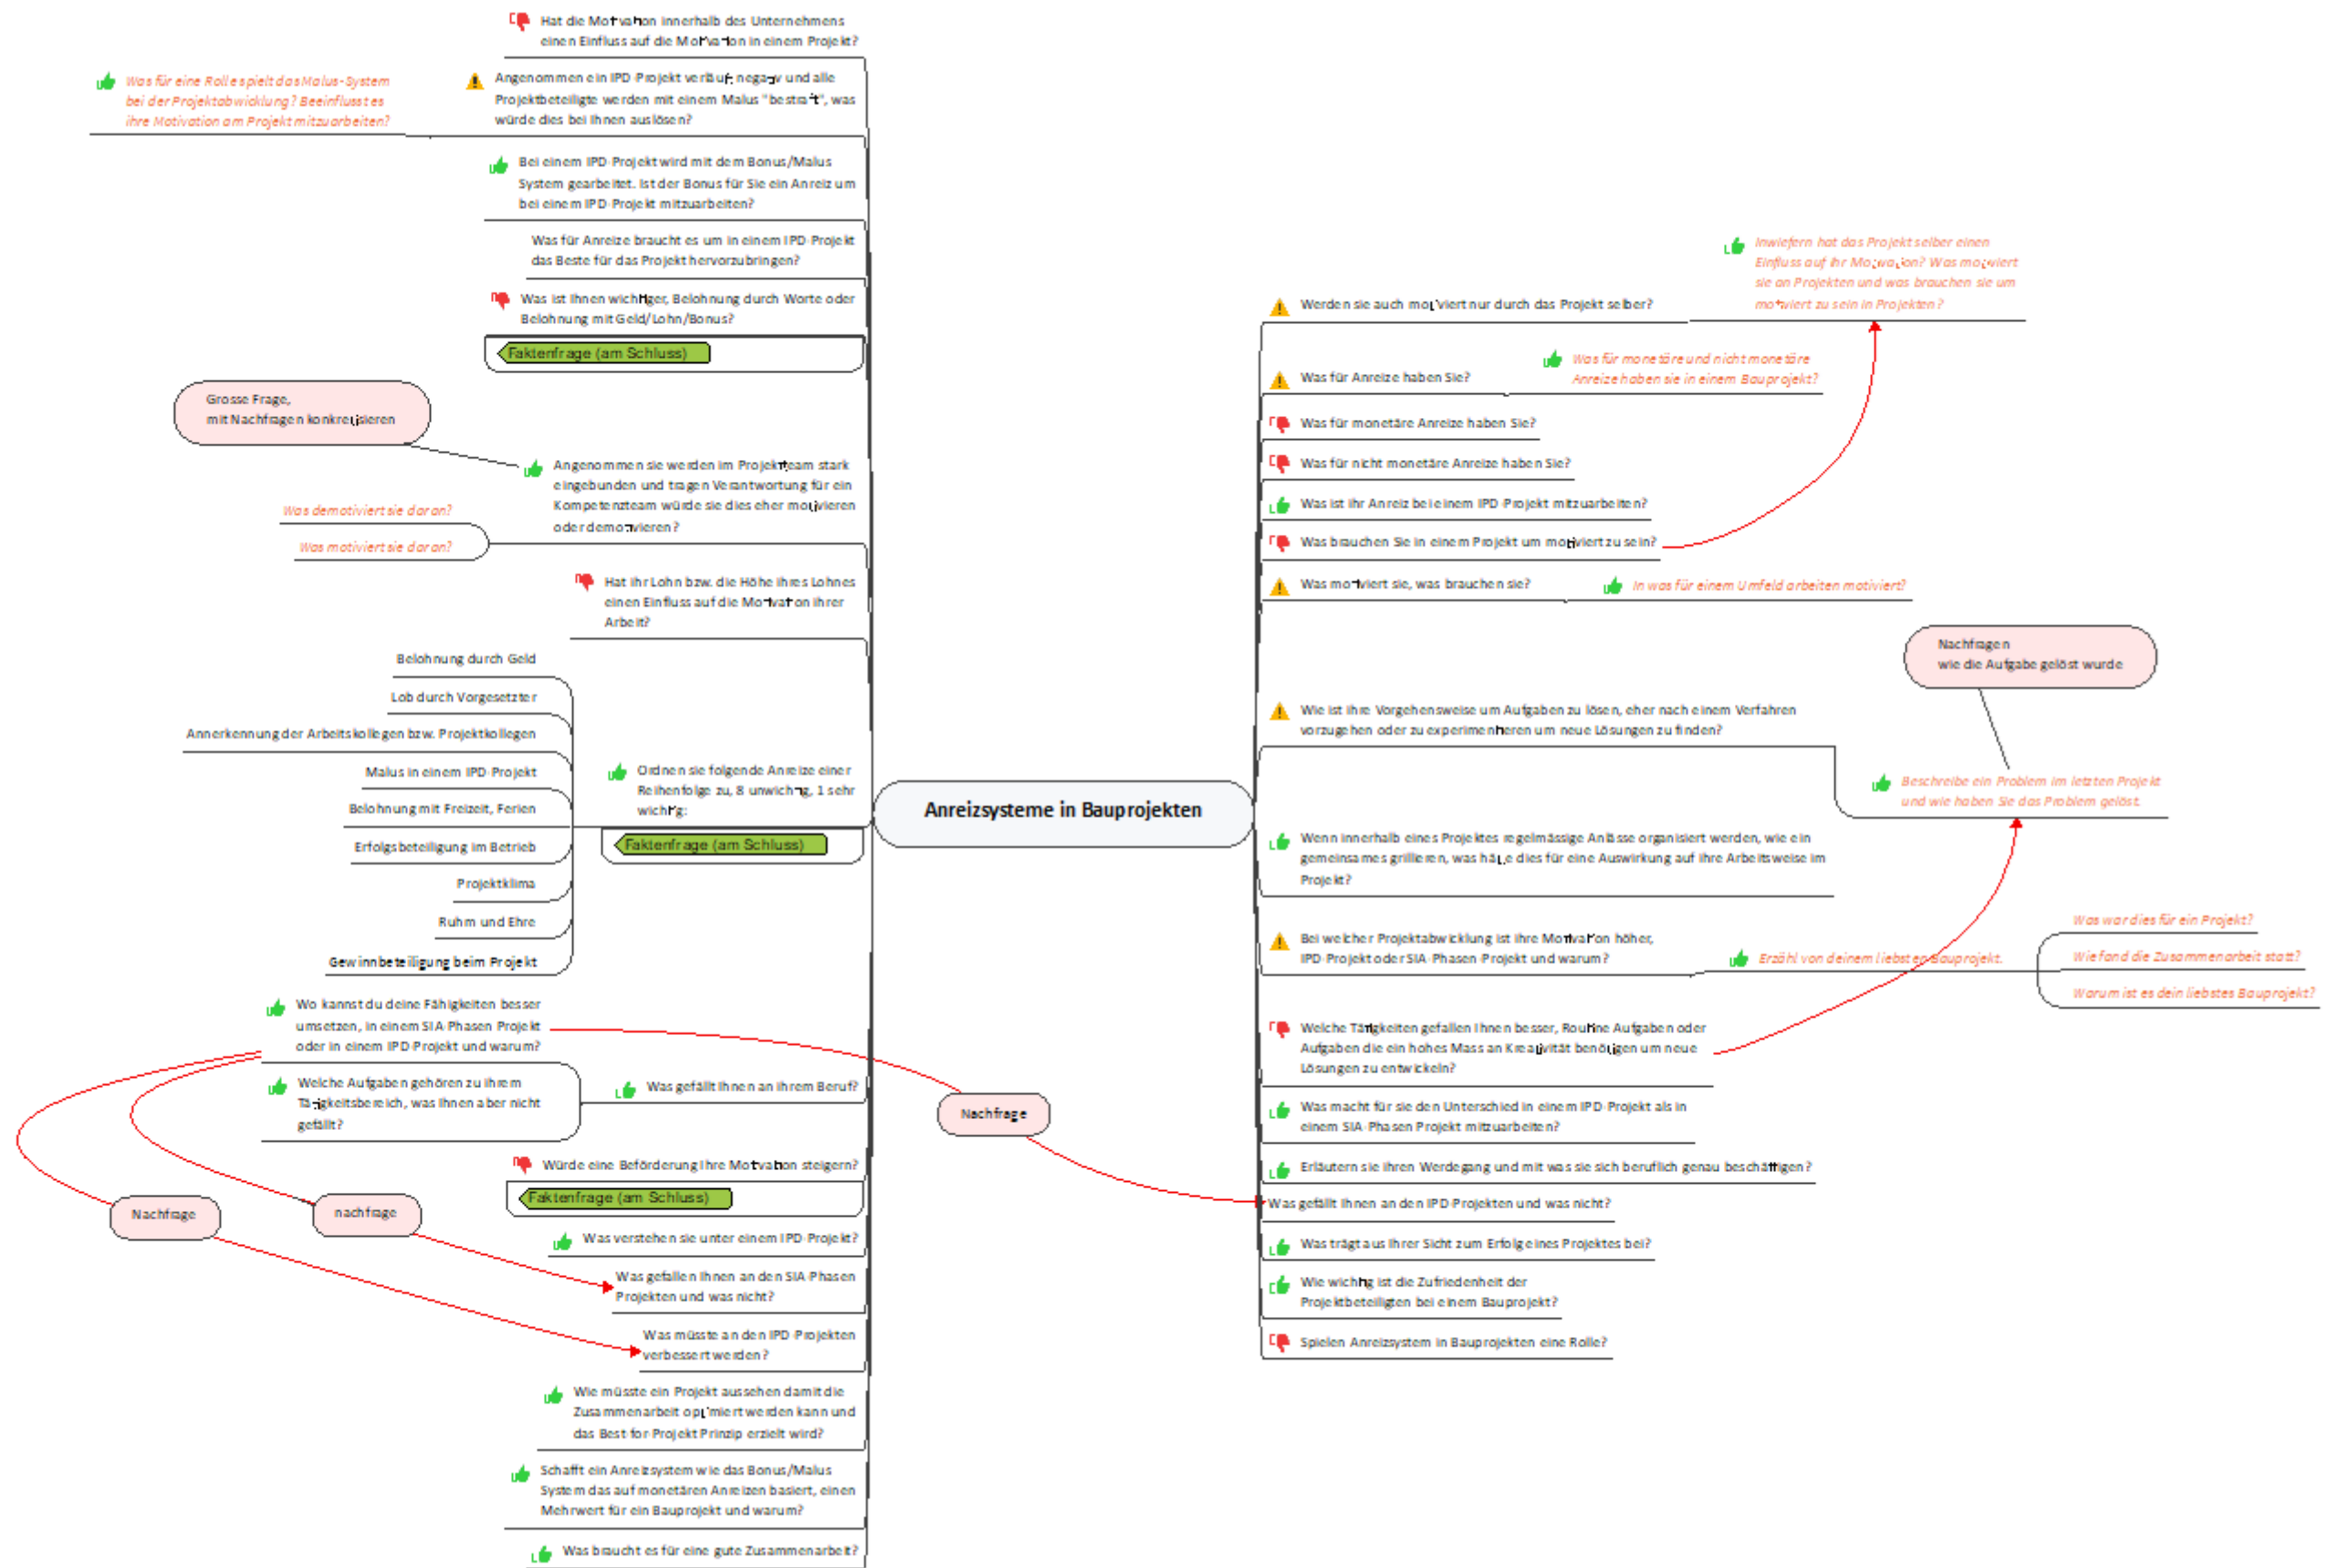 Hat die Motivation innerhalb des Unternehmens
einen Einfluss auf die Motivation in einem Projekt?
Was für eine Rolle spielt das Malus-System
bei der Projektabwicklung? Beeinflusst es
ihre Motivation am Projekt mitzuarbeiten?
Angenommen ein IPD-Projekt verläuft negativ und alle
Projektbeteiligte werden mit einem Malus "bestraft", was
würde dies bei Ihnen auslösen?
Bei einem IPD-Projekt wird mit dem Bonus/Malus
System gearbeitet. Ist der Bonus für Sie ein Anreiz um
bei einem IPD-Projekt mitzuarbeiten?
Was für Anreize braucht es um in einem IPD-Projekt
das Beste für das Projekt hervorzubringen?
Was ist Ihnen wichtiger, Belohnung durch Worte oder
Belohnung mit Geld/Lohn/Bonus?
Faktenfrage (am Schluss)
Grosse Frage,
mit Nachfragen konkretisieren
Angenommen sie werden im Projektteam stark
eingebunden und tragen Verantwortung für ein
Kompetenzteam würde sie dies eher motivieren
oder demotivieren?
Was demotiviert sie daran?
Was motiviert sie daran?
Hat ihr Lohn bzw. die Höhe ihres Lohnes
einen Einfluss auf die Motivation ihrer
Arbeit?
Belohnung durch Geld
Lob durch Vorgesetzter
Annerkennung der Arbeitskollegen bzw. Projektkollegen
Malus in einem IPD-Projekt
Belohnung mit Freizeit, Ferien
Erfolgsbeteiligung im Betrieb
Projektklima
Ruhm und Ehre
Gewinnbeteiligung beim Projekt
Ordnen sie folgende Anreize einer
Reihenfolge zu, 8 unwichtig, 1 sehr
wichtig:
Faktenfrage (am Schluss)
Wo kannst du deine Fähigkeiten besser
umsetzen, in einem SIA-Phasen Projekt
oder in einem IPD-Projekt und warum?
Welche Aufgaben gehören zu ihrem
Tätigkeitsbereich, was Ihnen aber nicht
gefällt?
Was gefällt Ihnen an ihrem Beruf?
Würde eine Beförderung Ihre Motivation steigern?
Faktenfrage (am Schluss)
Nachfrage
nachfrage
Was verstehen sie unter einem IPD-Projekt?
Was gefallen Ihnen an den SIA-Phasen
Projekten und was nicht?
Was müsste an den IPD-Projekten
verbessert werden?
Wie müsste ein Projekt aussehen damit die
Zusammenarbeit optimiert werden kann und
das Best-for-Projekt Prinzip erzielt wird?
Schafft ein Anreizsystem wie das Bonus/Malus
System das auf monetären Anreizen basiert, einen
Mehrwert für ein Bauprojekt und warum?
Was braucht es für eine gute Zusammenarbeit?
Anreizsysteme in Bauprojekten
Nachfrage
Werden sie auch motiviert nur durch das Projekt selber?
Inwiefern hat das Projekt selber einen
Einfluss auf Ihr Motivation? Was motiviert
sie an Projekten und was brauchen sie um
motiviert zu sein in Projekten?
Was für Anreize haben Sie?
Was für monetäre und nicht monetäre
Anreize haben sie in einem Bauprojekt?
Was für monetäre Anreize haben Sie?
Was für nicht monetäre Anreize haben Sie?
Was ist Ihr Anreiz bei einem IPD-Projekt mitzuarbeiten?
Was brauchen Sie in einem Projekt um motiviert zu sein?
Was motiviert sie, was brauchen sie?
In was für einem Umfeld arbeiten motiviert?
Nachfragen
wie die Aufgabe gelöst wurde
Wie ist ihre Vorgehensweise um Aufgaben zu lösen, eher nach einem Verfahren
vorzugehen oder zu experimentieren um neue Lösungen zu finden?
Beschreibe ein Problem im letzten Projekt
und wie haben Sie das Problem gelöst.
Wenn innerhalb eines Projektes regelmässige Anlässe organisiert werden, wie ein
gemeinsames grillieren, was hätte dies für eine Auswirkung auf ihre Arbeitsweise im
Projekt?
Bei welcher Projektabwicklung ist ihre Motivation höher,
IPD-Projekt oder SIA-Phasen-Projekt und warum?
Erzähl von deinem liebsten Bauprojekt.
Was war dies für ein Projekt?
Wie fand die Zusammenarbeit statt?
Warum ist es dein liebstes Bauprojekt?
Welche Tätigkeiten gefallen Ihnen besser, Routine Aufgaben oder
Aufgaben die ein hohes Mass an Kreativität benötigen um neue
Lösungen zu entwickeln?
Was macht für sie den Unterschied in einem IPD-Projekt als in
einem SIA-Phasen Projekt mitzuarbeiten?
Erläutern sie ihren Werdegang und mit was sie sich beruflich genau beschäftigen?
Was gefällt Ihnen an den IPD-Projekten und was nicht?
Was trägt aus Ihrer Sicht zum Erfolg eines Projektes bei?
Wie wichtig ist die Zufriedenheit der
Projektbeteiligten bei einem Bauprojekt?
Spielen Anreizsystem in Bauprojekten eine Rolle?